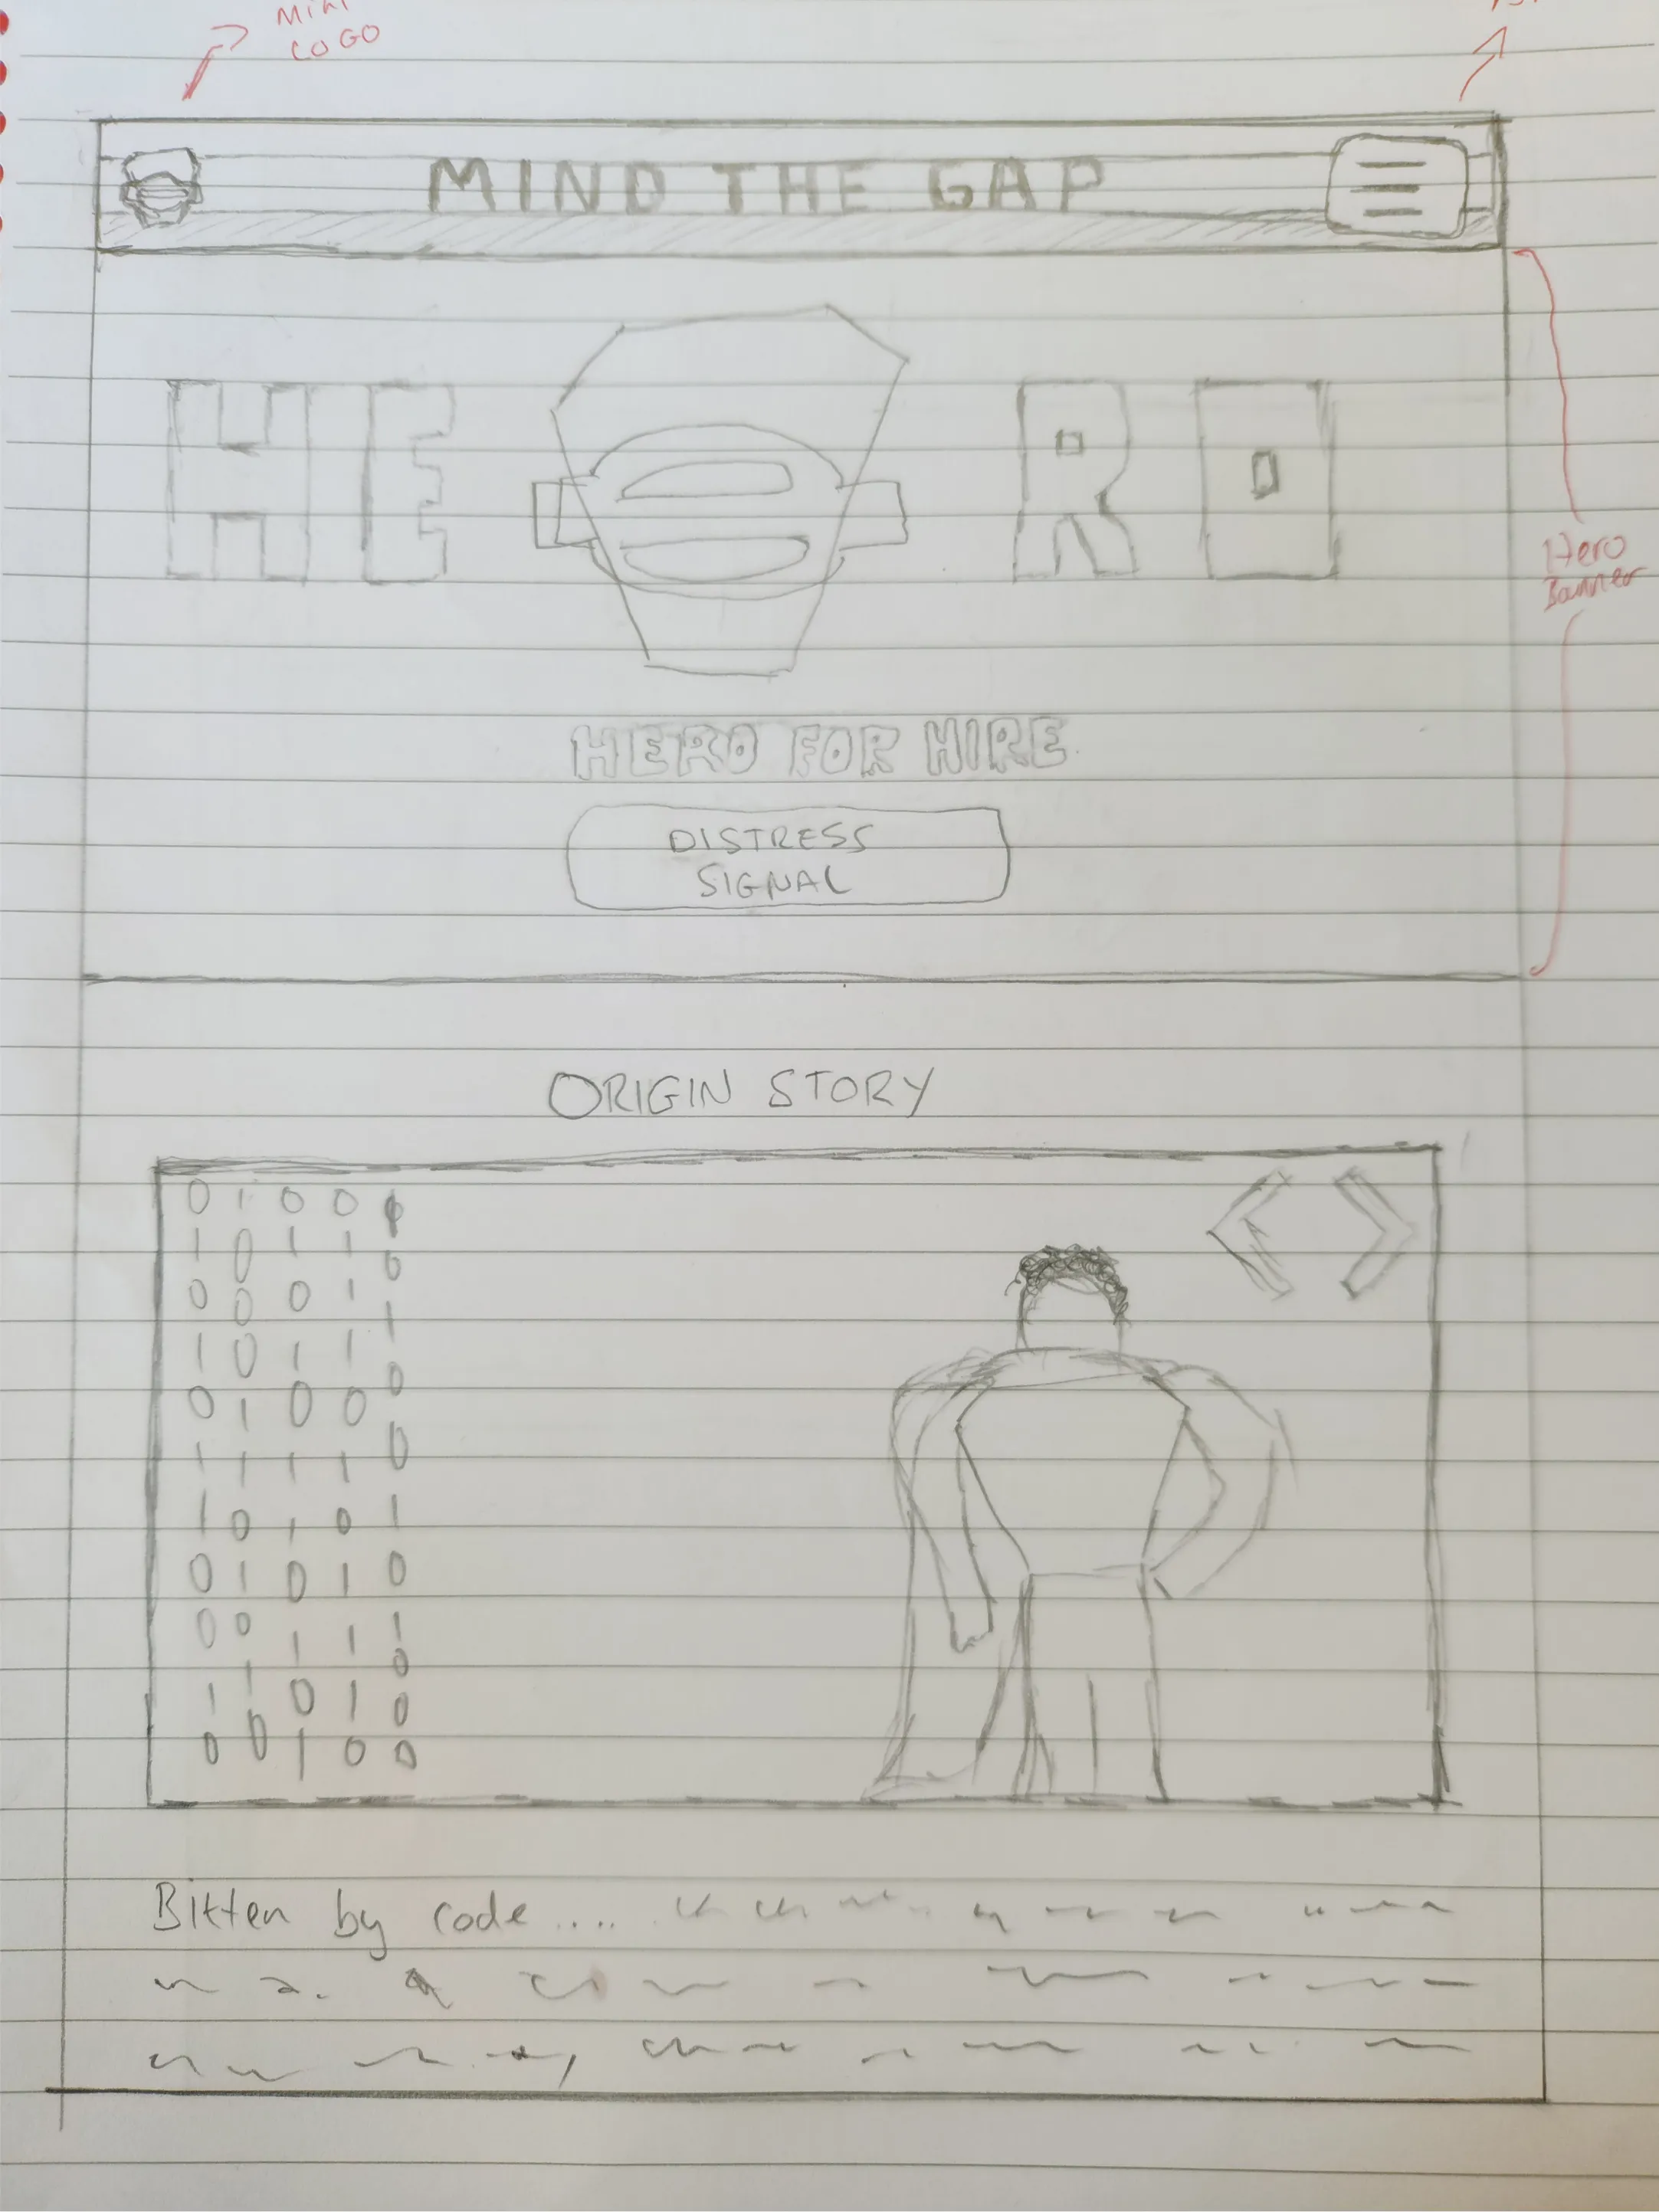 MINI
LOGO
MIND THE GAP
HE RO
Hero
Banner
HERO FOR HIRE
DISTRESS
SIGNAL
ORIGIN STORY
0 1 0 0
1 0 1 1 0
0 0 0 1 1
1 0 1 1
0 1 0 0 0
1 1 1 1 0
1 0 1 0 1
0 1 0 1 0
0 0 1 1 1
1 0
1 0 1 0
0 0 1 0 0
< >
Bitten by code ....